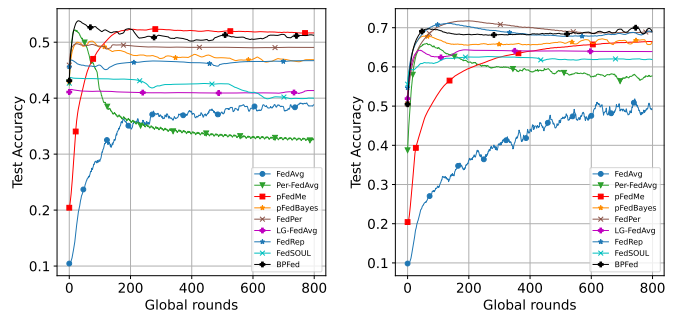 0.5
0.4
0.3
0.2
0.1
Test Accuracy
0
200
400
600
800
Global rounds
FedAvg
Per-FedAvg
pFedMe
pFedBayes
FedPer
LG-FedAvg
FedRep
FedSOUL
BPFed
0.7
0.6
0.5
0.4
0.3
0.2
0.1
Test Accuracy
0
200
400
600
800
Global rounds
FedAvg
Per-FedAvg
pFedMe
pFedBayes
FedPer
LG-FedAvg
FedRep
FedSOUL
BPFed